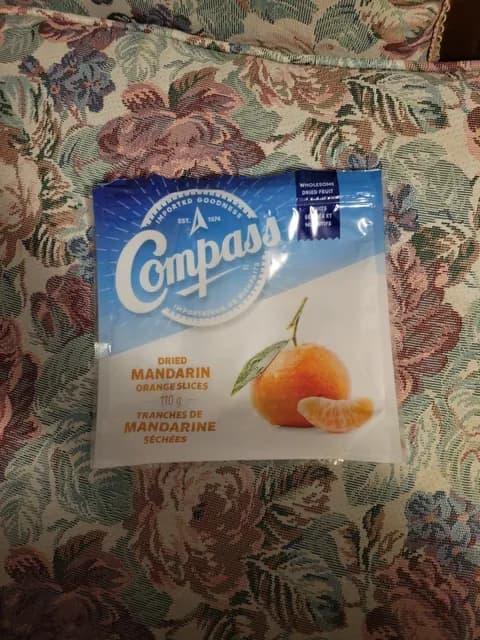 IMPORTED GOODNESS
EST. 1974
Compass
WHOLESOME
DRIED FRUIT
DRIED
MANDARIN
ORANGE SLICES
110 g
TRANCHES DE
MANDARINE
SÉCHÉES